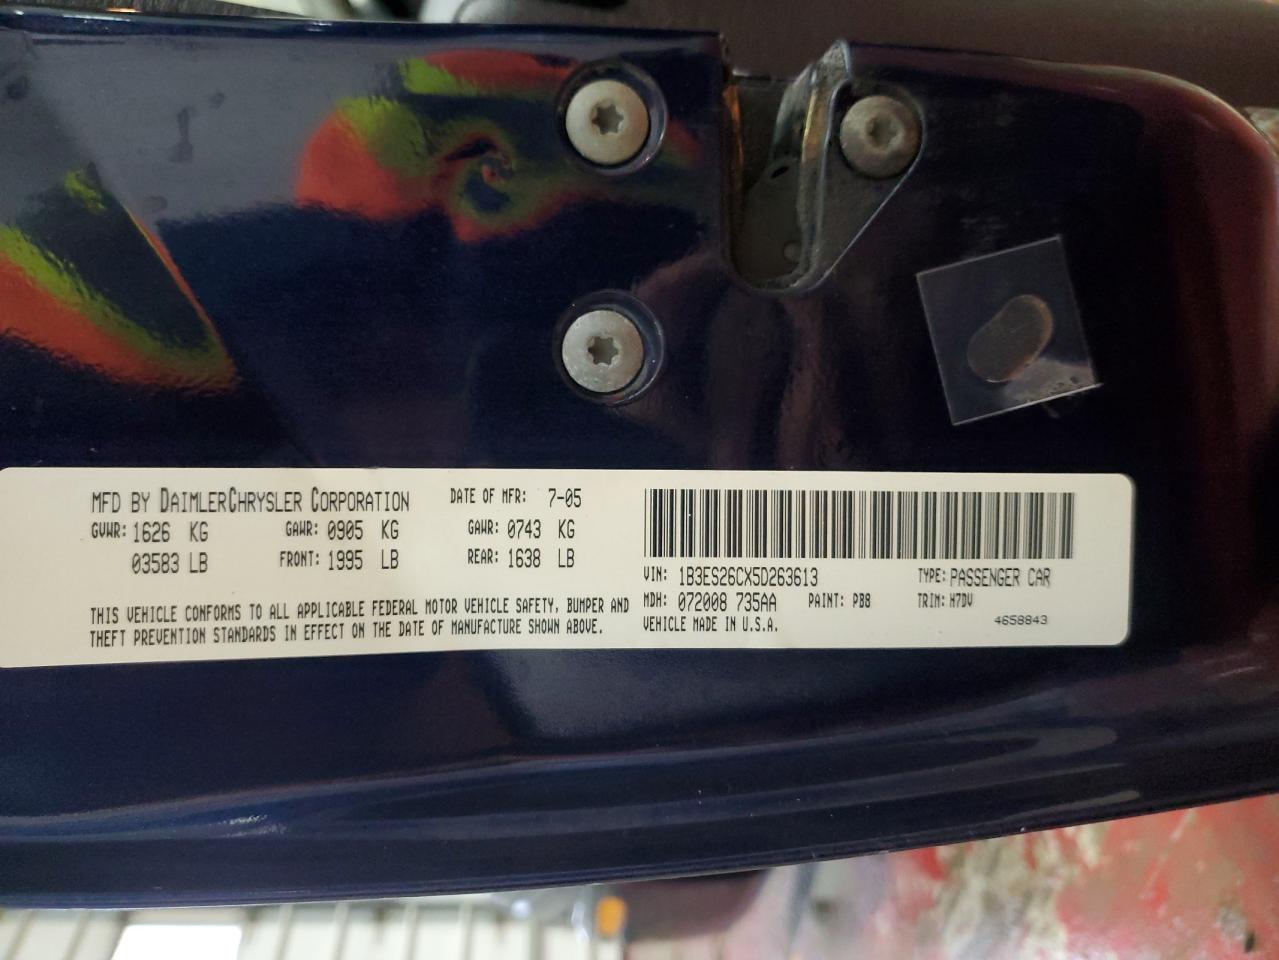 MFD BY DAIMLERCHRYSLER CORPORATION DATE OF MFR: 7-05
GVWR: 1626 KG GAWR: 0905 KG GAWR: 0743 KG
03583 LB FRONT: 1995 LB REAR: 1638 LB
THIS VEHICLE CONFORMS TO ALL APPLICABLE FEDERAL MOTOR VEHICLE SAFETY, BUMPER AND
THEFT PREVENTION STANDARDS IN EFFECT ON THE DATE OF MANUFACTURE SHOWN ABOVE.
VIN: 1B3ES26CX5D263613 TYPE: PASSENGER CAR
MDH: 072008 735AA PAINT: PB8 TRIM: H7DV
VEHICLE MADE IN U.S.A. 4658843